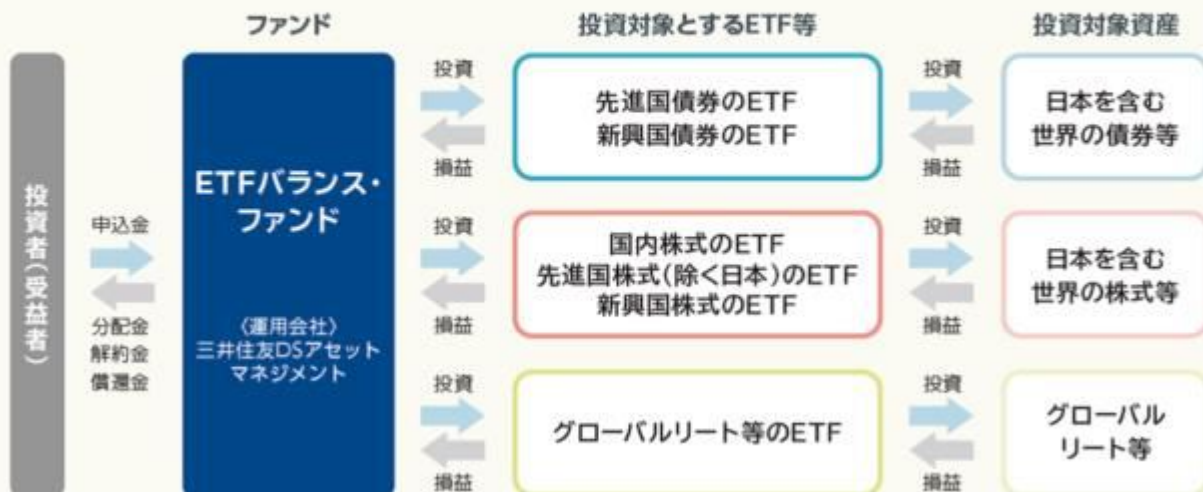 ファンド
投資対象とするETF等
投資対象資産
投資者(受益者)
申込金
分配金
解約金
償還金
ETFバランス・
ファンド
〈運用会社〉
三井住友DSアセット
マネジメント
投資
損益
先進国債券のETF
新興国債券のETF
投資
損益
日本を含む
世界の債券等
投資
損益
国内株式のETF
先進国株式(除く日本)のETF
新興国株式のETF
投資
損益
日本を含む
世界の株式等
投資
損益
グローバルリート等のETF
投資
損益
グローバル
リート等